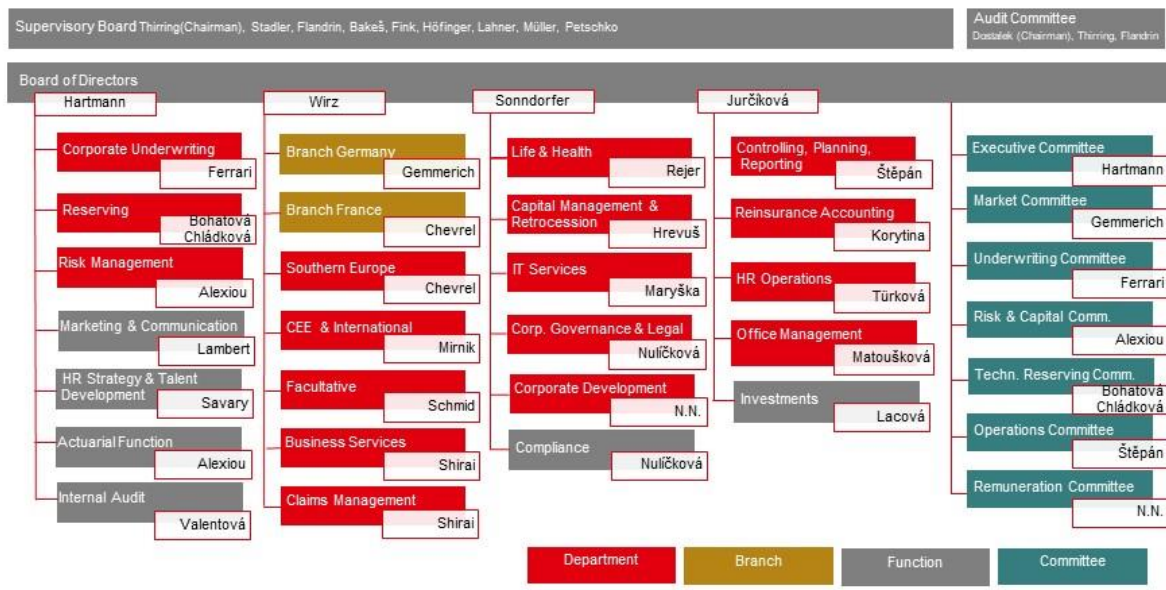 Supervisory Board Thirring(Chairman), Stadler, Flandrin, Bakeš, Fink, Höfinger, Lahner, Müller, Petschko
Audit Committee
Dostalek (Chairman), Thirring, Flandrin
Board of Directors
Hartmann
Corporate Underwriting
Ferrari
Reserving
Bohatová
Chládková
Risk Management
Alexiou
Marketing & Communication
Lambert
HR Strategy & Talent
Development
Savary
Actuarial Function
Alexiou
Internal Audit
Valentová
Wirz
Branch Germany
Gemmerich
Branch France
Chevrel
Southern Europe
Chevrel
CEE & International
Mirnik
Facultative
Schmid
Business Services
Shirai
Claims Management
Shirai
Sonndorfer
Life & Health
Rejer
Capital Management &
Retrocession
Hrevuš
IT Services
Maryška
Corp. Governance & Legal
Nulíčková
Corporate Development
N.N.
Compliance
Nulíčková
Jurčíková
Controlling, Planning,
Reporting
Štěpán
Reinsurance Accounting
Korytina
HR Operations
Türková
Office Management
Matoušková
Investments
Lacová
Executive Committee
Hartmann
Market Committee
Gemmerich
Underwriting Committee
Ferrari
Risk & Capital Comm.
Alexiou
Techn. Reserving Comm.
Bohatová
Chládková
Operations Committee
Štěpán
Remuneration Committee
N.N.
Department
Branch
Function
Committee